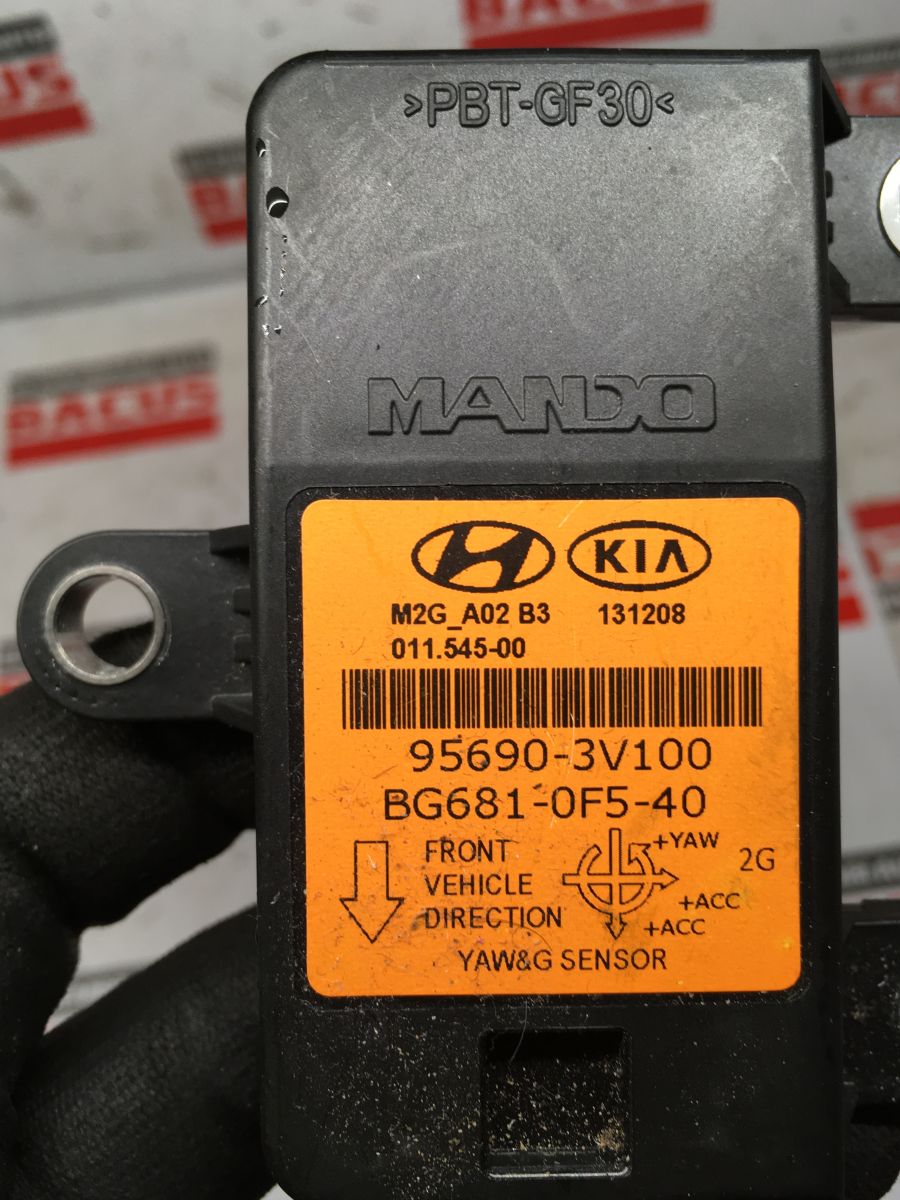 >PBT-GF30<
MANDO
KIA
M2G_A02 B3 131208
011.545-00
95690-3V100
BG681-0F5-40
FRONT
VEHICLE
DIRECTION
+YAW
2G
+ACC
+ACC
YAW&G SENSOR
BACUS